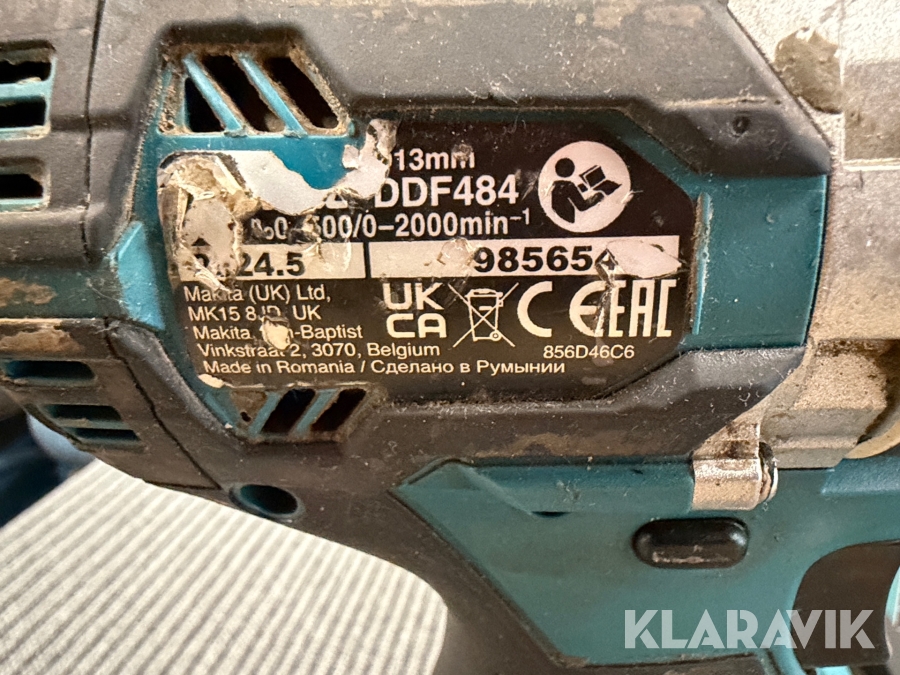 13mm
DDF484
500/0-2000min⁻¹
24.5
98565
Makita (UK) Ltd,
MK15 8JD, UK
Makita, Baptist
Vinkstraat 2, 3070, Belgium
Made in Romania / Сделано в Румынии
UK
CA
CE
EAC
856D46C6
KLARAVIK